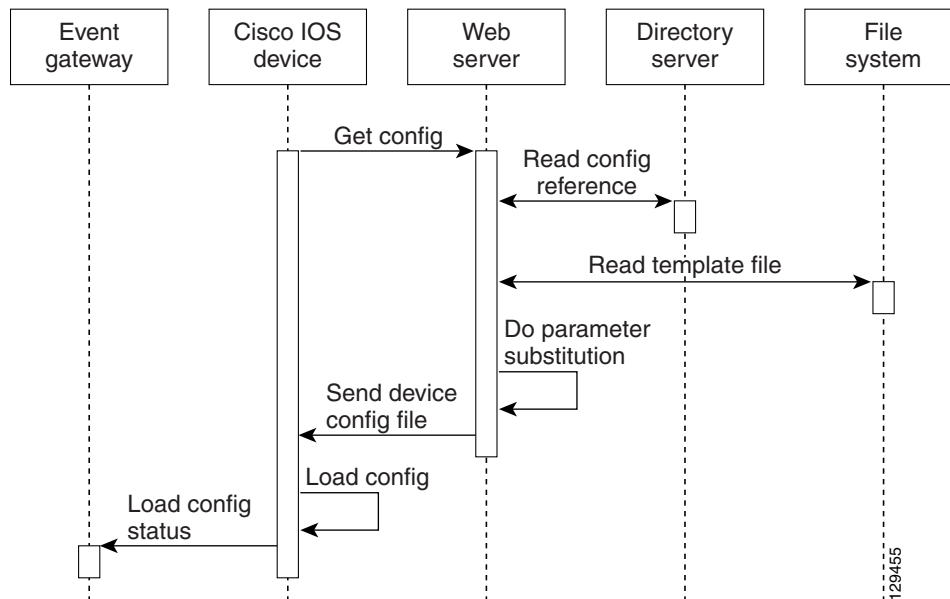 Event
gateway
Cisco IOS
device
Web
server
Directory
server
File
system
Get config
Read config
reference
Read template file
Do parameter
substitution
Send device
config file
Load config
Load config
status
129455